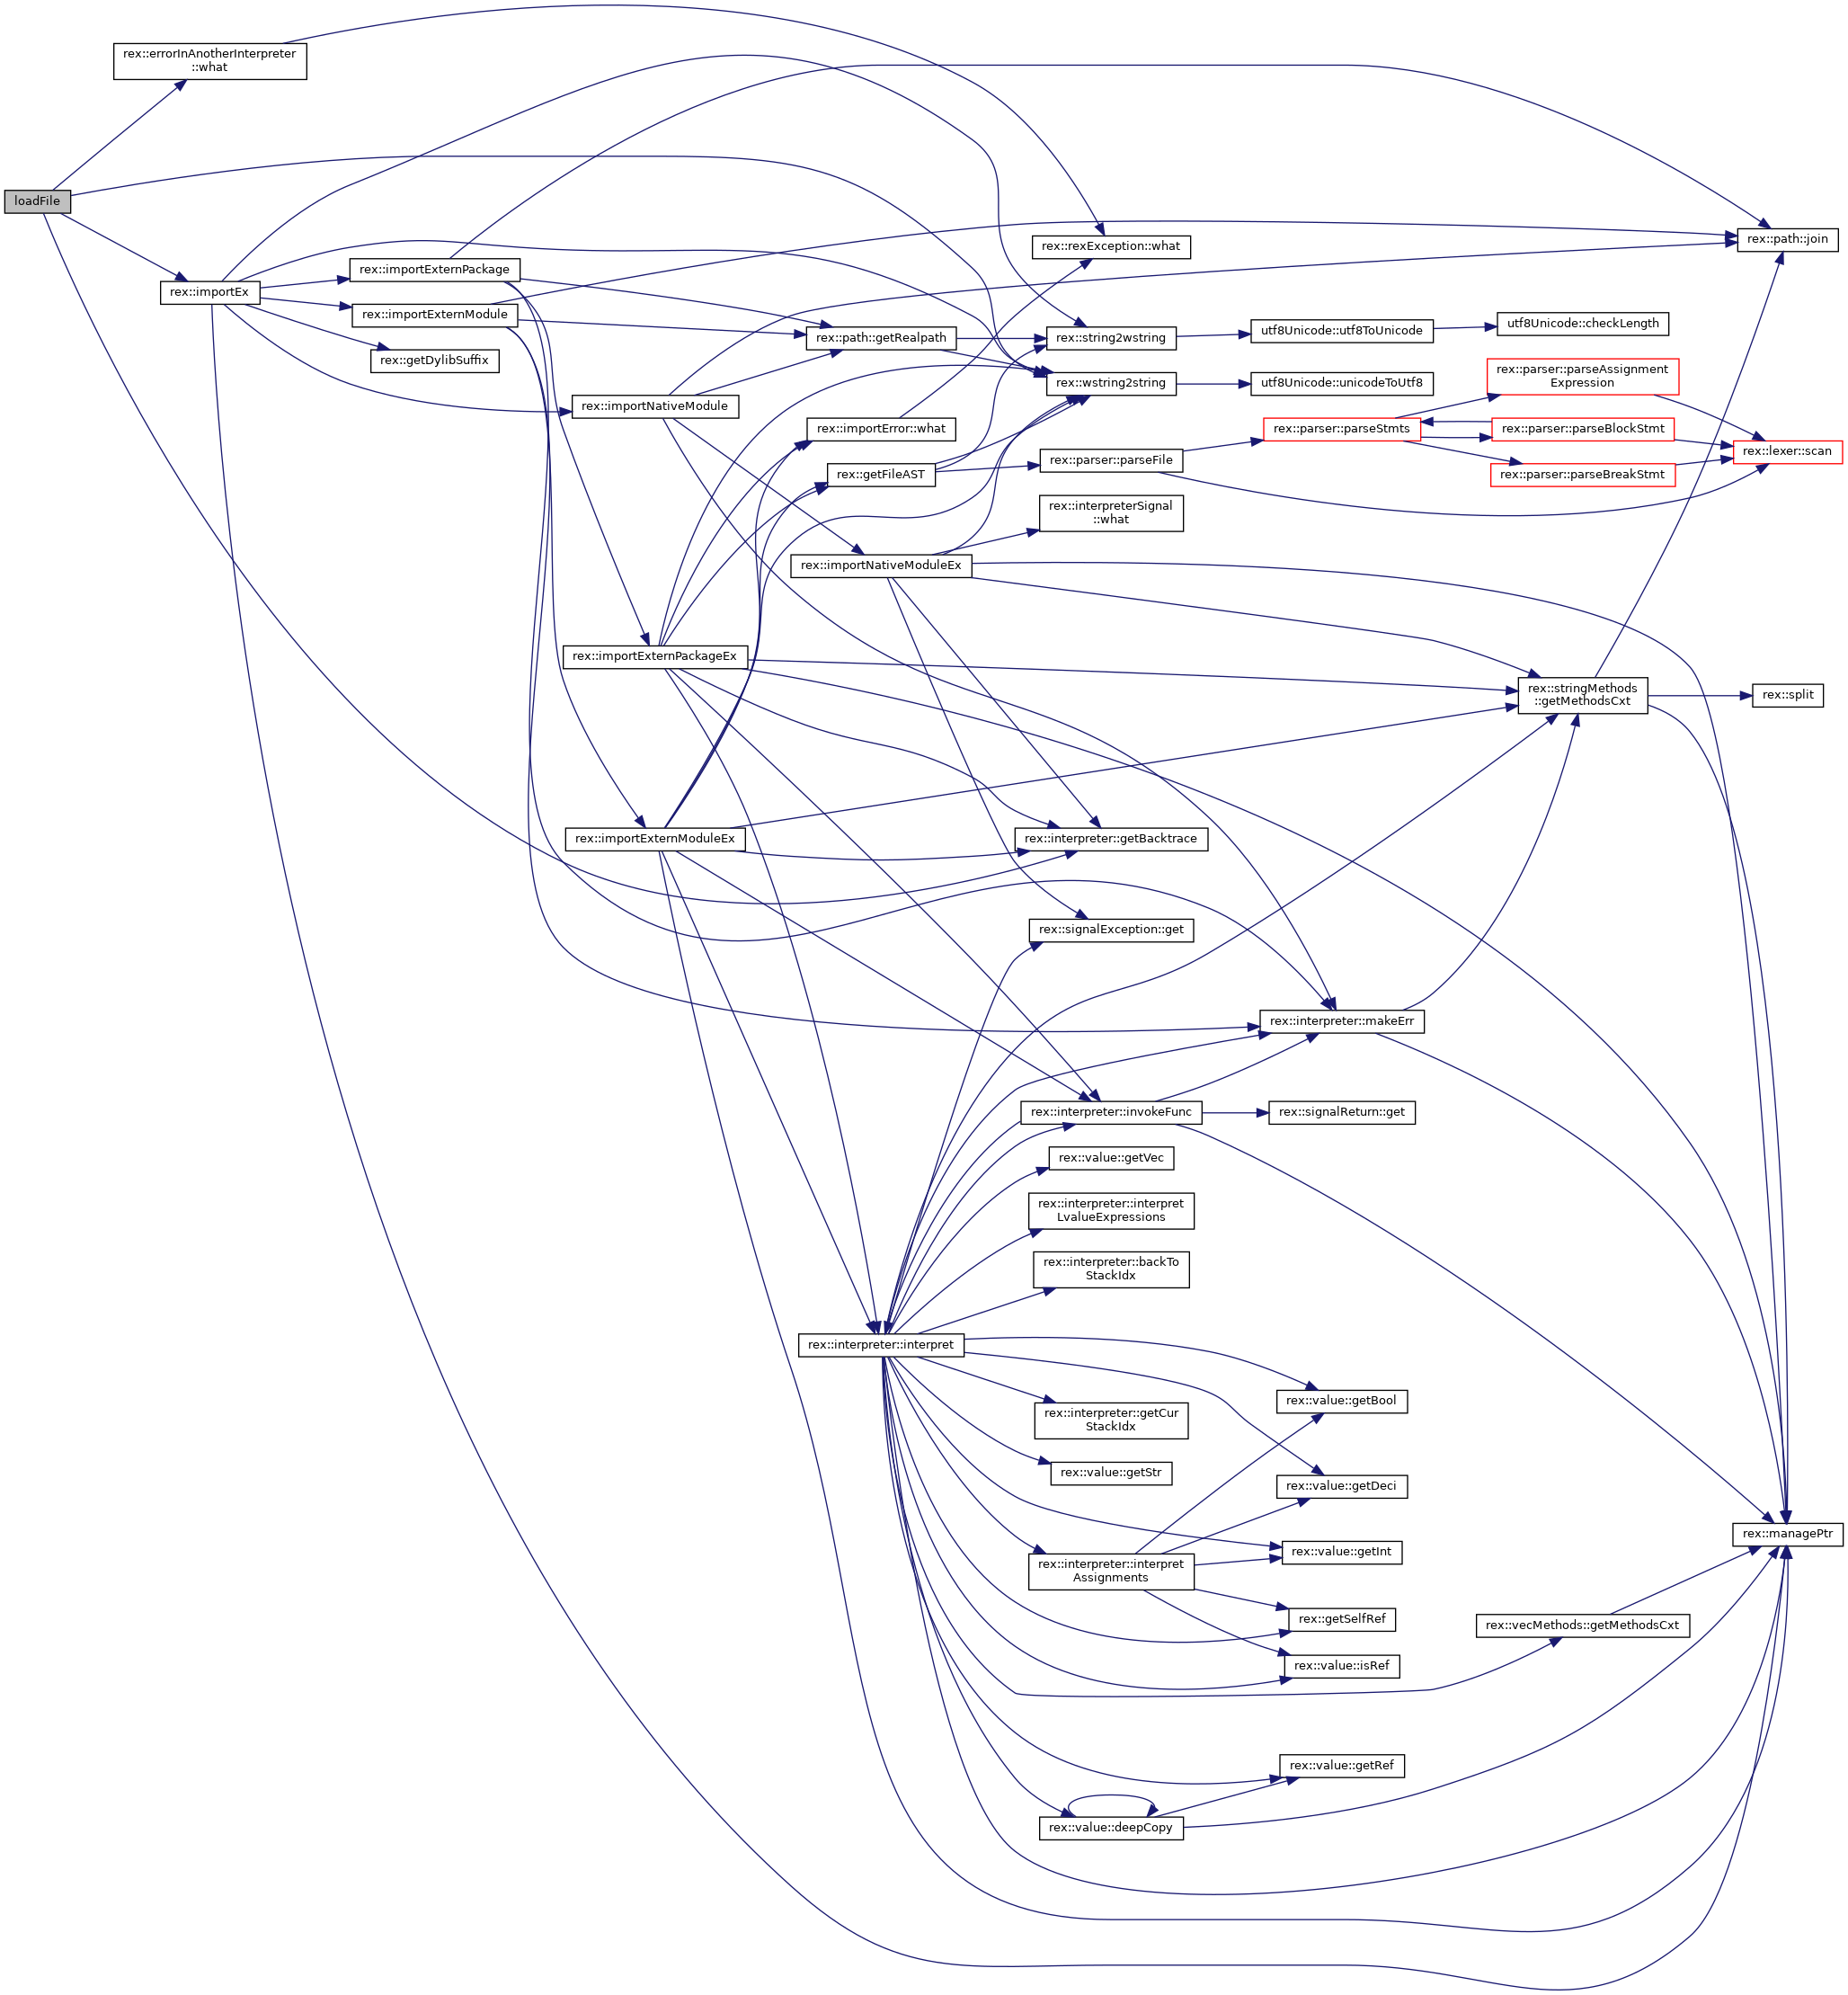 rex::errorInAnotherInterpreter
::what
loadFile
rex::importEx
rex::importExternPackage
rex::importExternModule
rex::getDylibSuffix
rex::importNativeModule
rex::rexException::what
rex::path::join
rex::path::getRealpath
rex::string2wstring
utf8Unicode::utf8ToUnicode
utf8Unicode::checkLength
rex::wstring2string
utf8Unicode::unicodeToUtf8
rex::parser::parseAssignment
Expression
rex::importError::what
rex::parser::parseStmts
rex::parser::parseBlockStmt
rex::lexer::scan
rex::getFileAST
rex::parser::parseFile
rex::parser::parseBreakStmt
rex::interpreterSignal
::what
rex::importNativeModuleEx
rex::importExternPackageEx
rex::stringMethods
::getMethodsCxt
rex::split
rex::importExternModuleEx
rex::interpreter::getBacktrace
rex::signalException::get
rex::interpreter::makeErr
rex::interpreter::invokeFunc
rex::signalReturn::get
rex::value::getVec
rex::interpreter::interpret
LvalueExpressions
rex::interpreter::backTo
StackIdx
rex::interpreter::interpret
rex::value::getBool
rex::interpreter::getCur
StackIdx
rex::value::getStr
rex::value::getDeci
rex::managePtr
rex::value::getInt
rex::interpreter::interpret
Assignments
rex::getSelfRef
rex::vecMethods::getMethodsCxt
rex::value::isRef
rex::value::getRef
rex::value::deepCopy